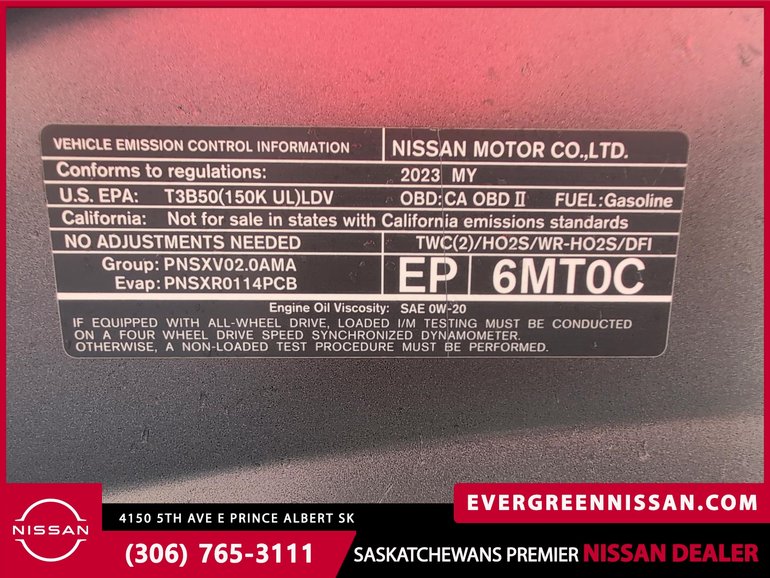 VEHICLE EMISSION CONTROL INFORMATION NISSAN MOTOR CO.,LTD.
Conforms to regulations: 2023 MY
U.S. EPA: T3B50(150K UL)LDV OBD:CA OBD II FUEL:Gasoline
California: Not for sale in states with California emissions standards
NO ADJUSTMENTS NEEDED TWC(2)/HO2S/WR-HO2S/DFI
Group: PNSXV02.0AMA
Evap: PNSXR0114PCB
EP 6MT0C
Engine Oil Viscosity: SAE 0W-20
IF EQUIPPED WITH ALL-WHEEL DRIVE, LOADED I/M TESTING MUST BE CONDUCTED
ON A FOUR WHEEL DRIVE SPEED SYNCHRONIZED DYNAMOMETER.
OTHERWISE, A NON-LOADED TEST PROCEDURE MUST BE PERFORMED.
NISSAN
4150 5TH AVE E PRINCE ALBERT SK
(306) 765-3111
EVERGREENNISSAN.COM
SASKATCHEWANS PREMIER NISSAN DEALER